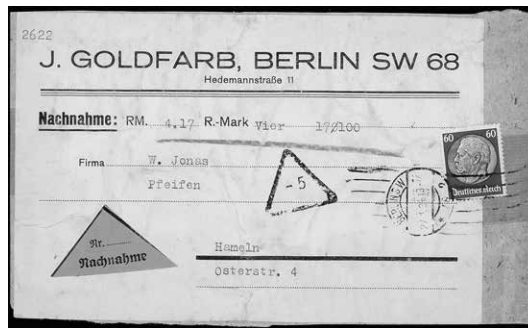 2622
J. GOLDFARB, BERLIN SW 68
Hedemannstraße 11
Nachnahme: RM. 4.17 R.-Mark Vier 17/100
Firma W. Jonas
Pfeifen
- 5
60 60
Deutsches Reich
Nr.
Nachnahme
Hameln
Osterstr. 4